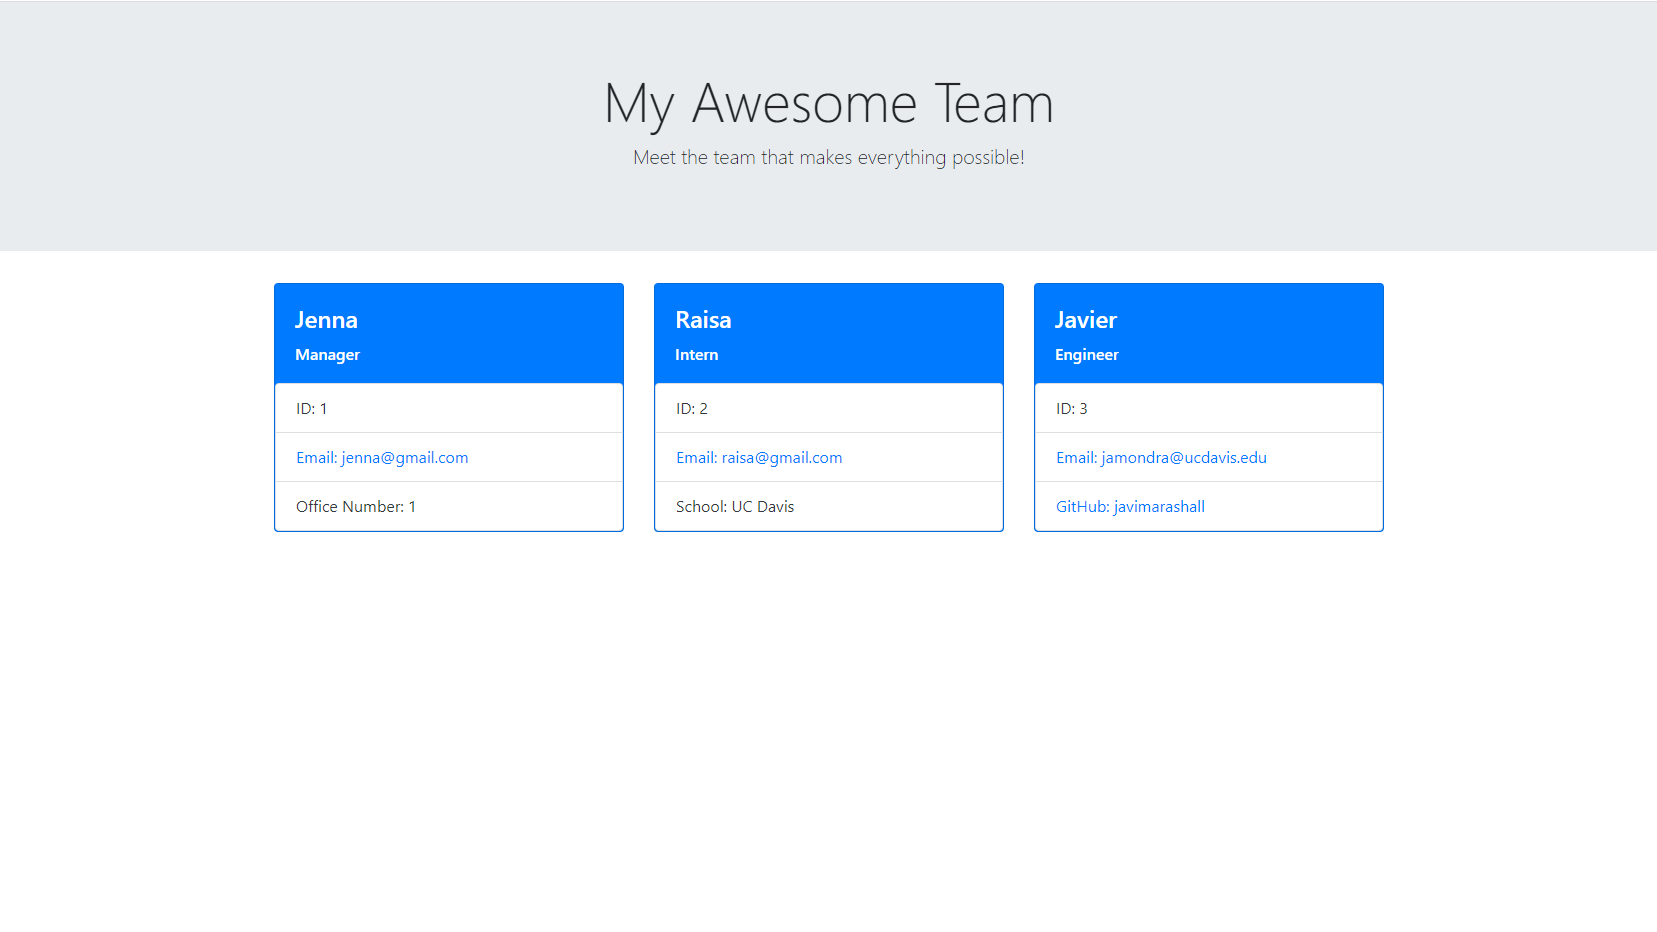 My Awesome Team
Meet the team that makes everything possible!
Jenna
Manager
ID: 1
Email: jenna@gmail.com
Office Number: 1
Raisa
Intern
ID: 2
Email: raisa@gmail.com
School: UC Davis
Javier
Engineer
ID: 3
Email: jamondra@ucdavis.edu
GitHub: javimarashall